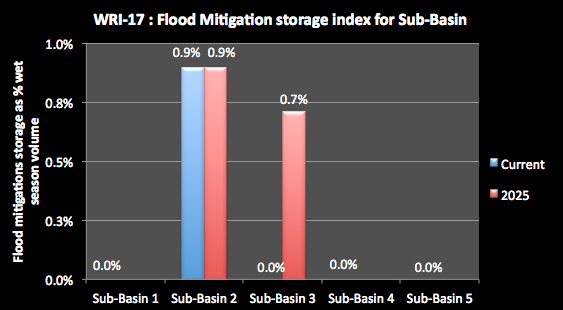 WRI-17 : Flood Mitigation storage index for Sub-Basin
Flood mitigations storage as % wet
season volume
1.0%
0.8%
0.5%
0.3%
0.0%
0.0%
0.9%
0.9%
0.0%
0.7%
0.0%
0.0%
Sub-Basin 1
Sub-Basin 2
Sub-Basin 3
Sub-Basin 4
Sub-Basin 5
Current
2025